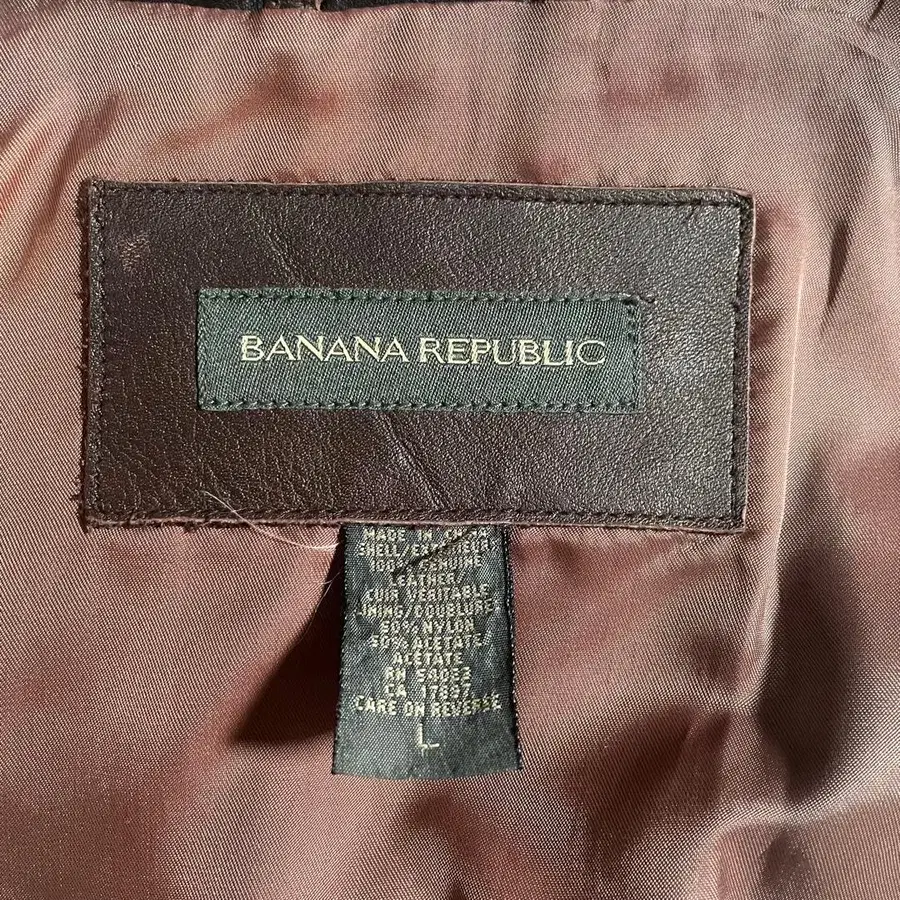 BANANA REPUBLIC
MADE IN CHINA
SHELL/EXTERIEUR
100% GENUINE
LEATHER/
CUIR VERITABLE
LINING/DOUBLURE
50% NYLON
50% ACETATE/
ACETATE
RN 54023
CA 17897
CARE ON REVERSE
L